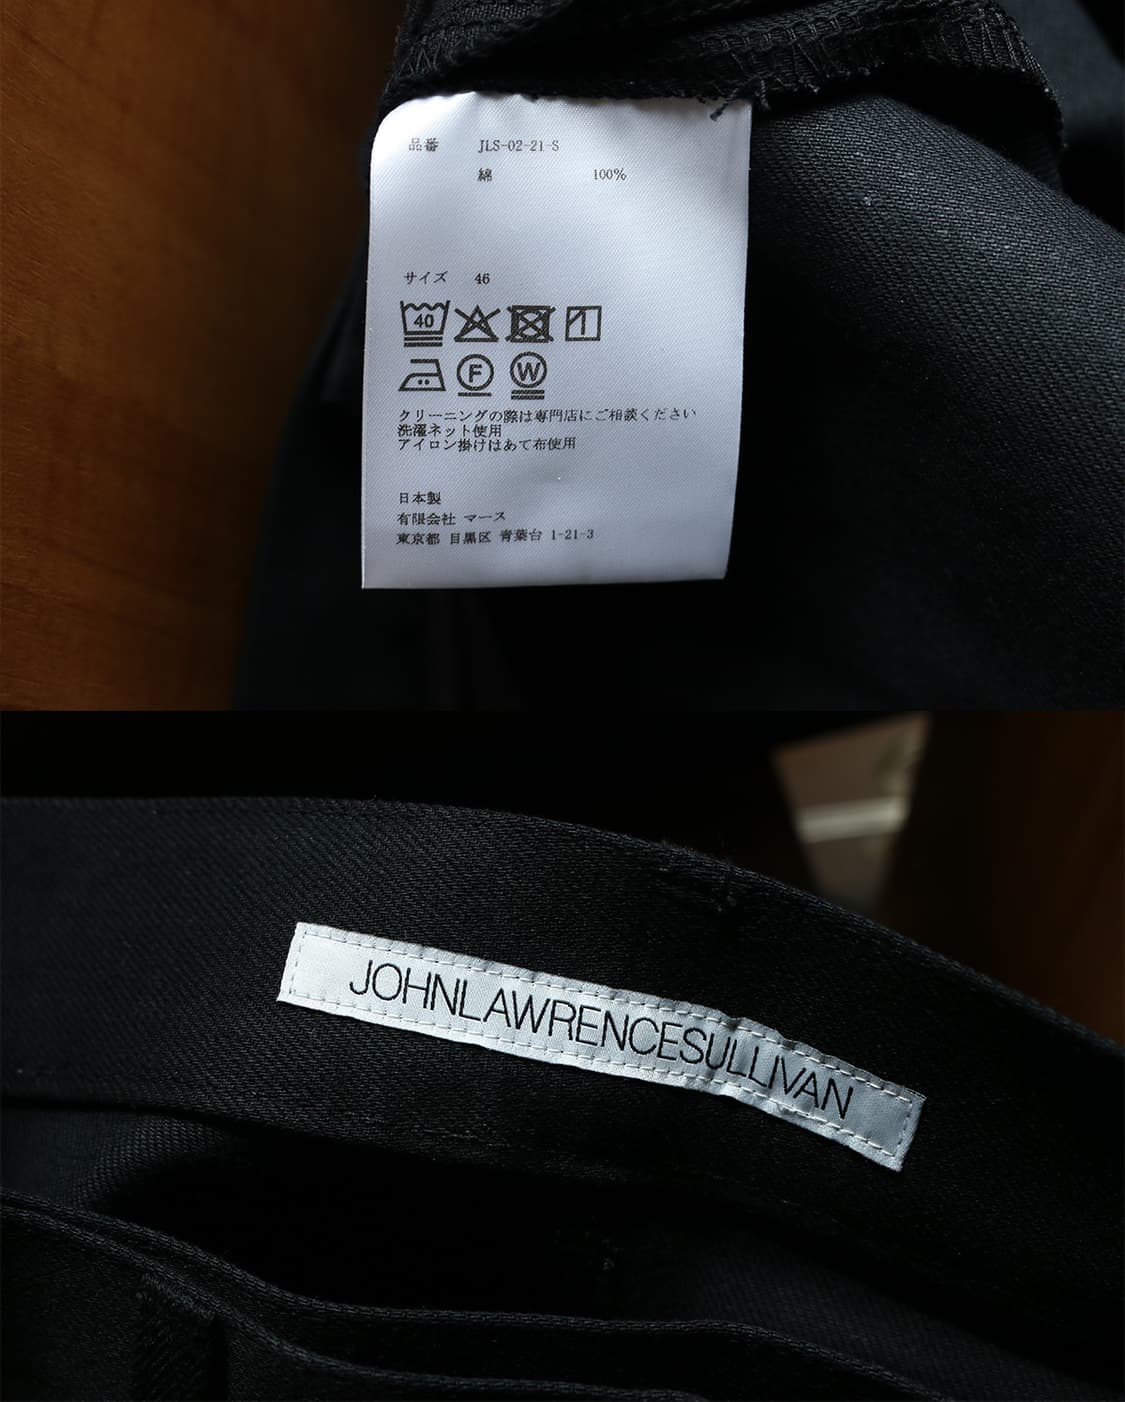 品番 JLS-02-21-S
綿 100%
サイズ 46
40
F W
クリーニングの際は専門店にご相談ください
洗濯ネット使用
アイロン掛けはあて布使用
日本製
有限会社 マース
東京都 目黒区 青葉台 1-21-3
JOHNLAWRENCESULLIVAN